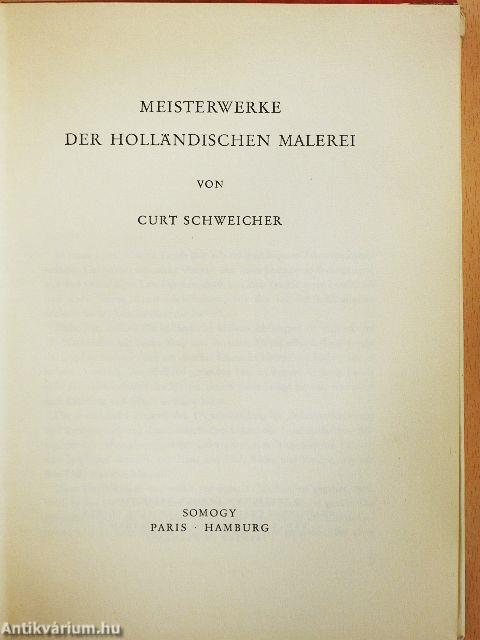 MEISTERWERKE
DER HOLLÄNDISCHEN MALEREI
VON
CURT SCHWEICHER
SOMOGY
PARIS · HAMBURG
Antikvárium.hu